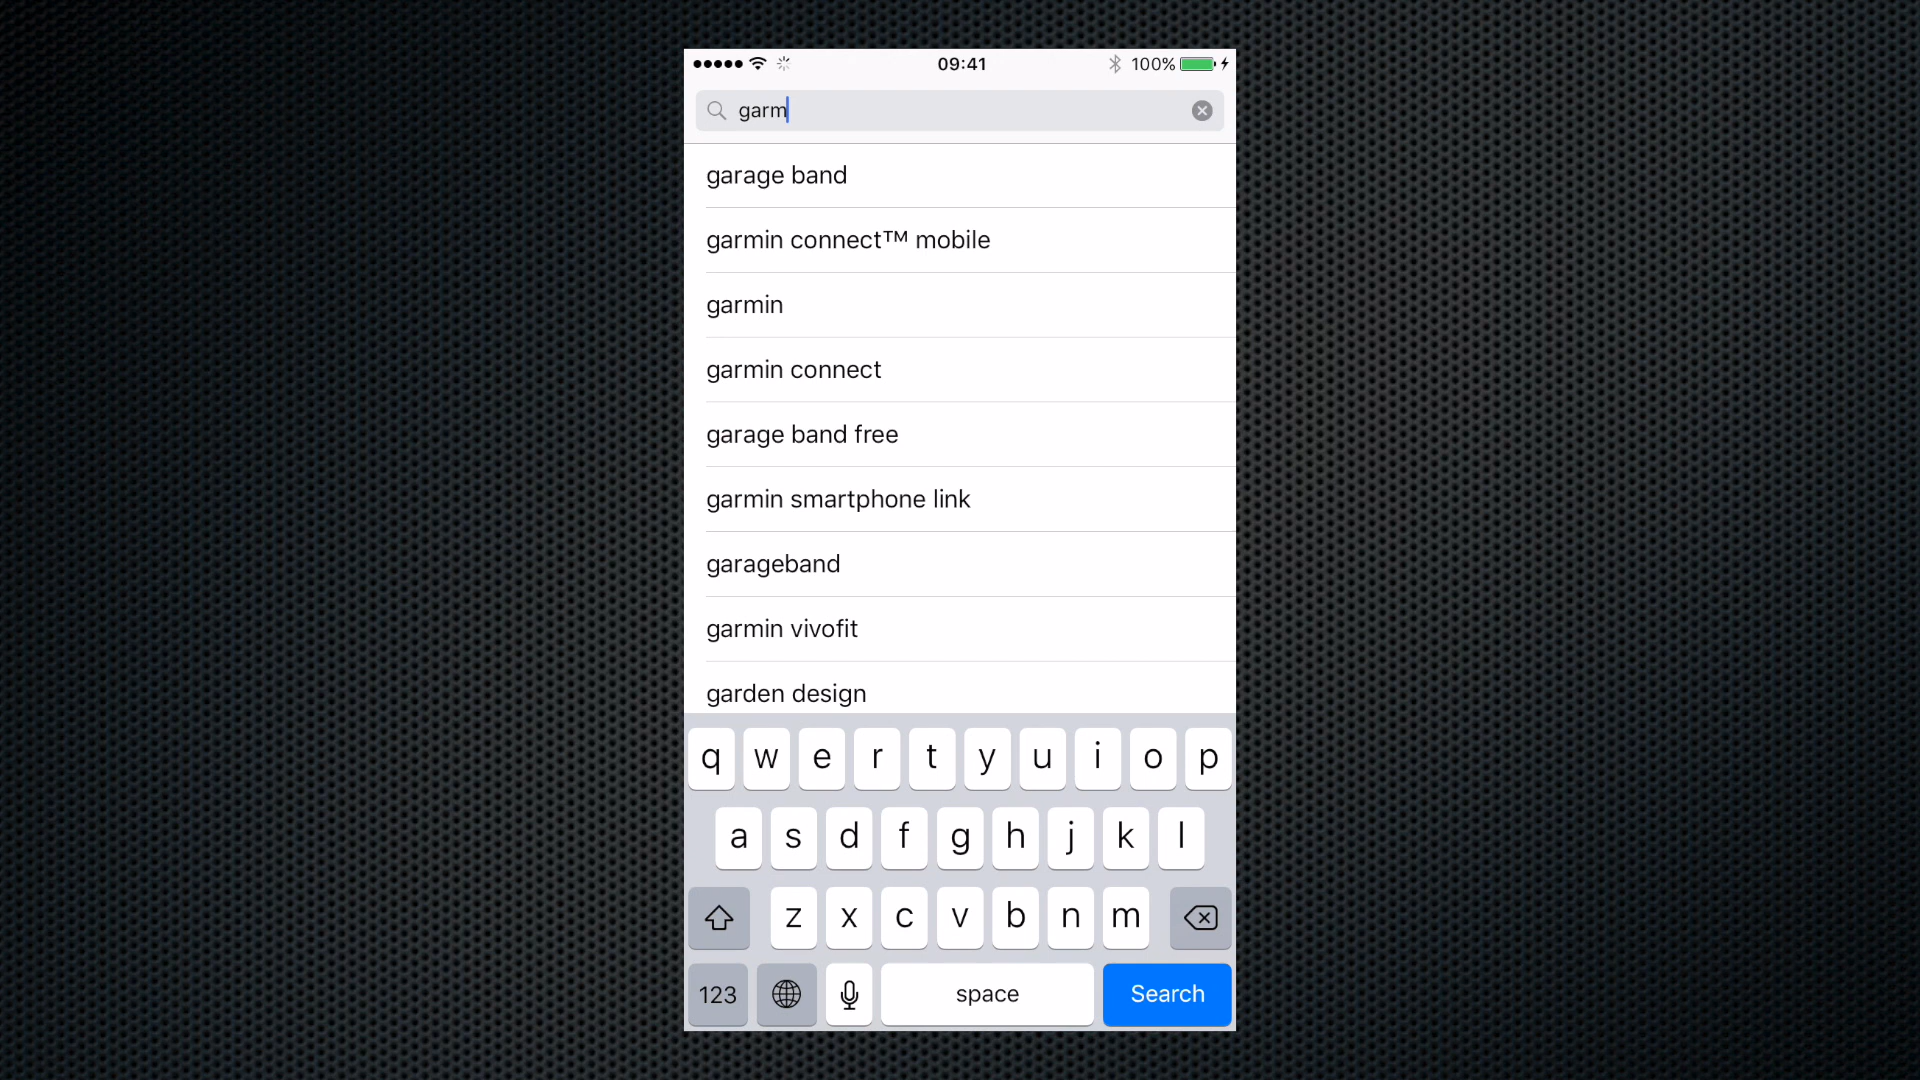 09:41 100%
garm
garage band
garmin connect™ mobile
garmin
garmin connect
garage band free
garmin smartphone link
garageband
garmin vivofit
garden design
q w e r t y u i o p
a s d f g h j k l
z x c v b n m
123 space Search